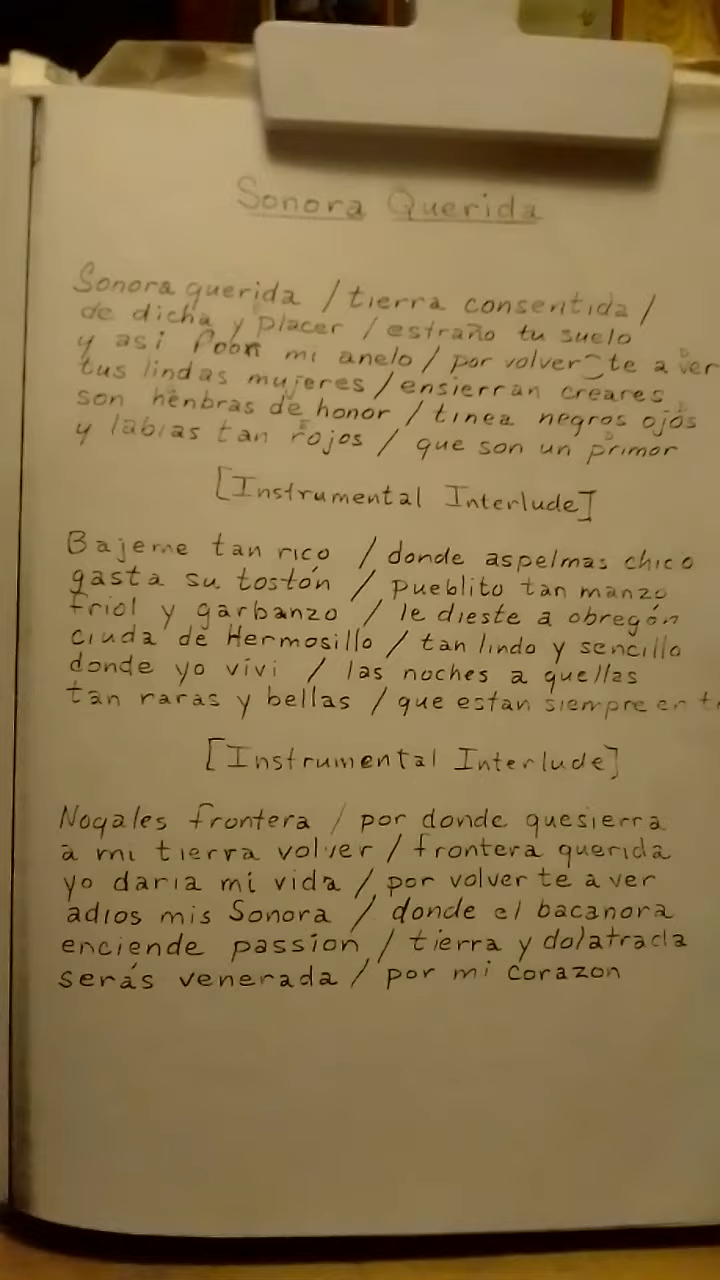 Sonora Querida
Sonora querida / tierra consentida /
de dicha y placer / estraño tu suelo
y asi Poon mi anelo / por volver te a ver
tus lindas mujeres / ensierran creares
son henbras de honor / tinea negros ojos
y labias tan rojos / que son un primor
[Instrumental Interlude]
Bajeme tan rico / donde aspelmas chico
gasta su tostón / pueblito tan manzo
friol y garbanzo / le dieste a obregón
ciuda de Hermosillo / tan lindo y sencillo
donde yo vivi / las noches a quellas
tan raras y bellas / que estan siempre en
[Instrumental Interlude]
Nogales frontera / por donde quesierra
a mi tierra volver / frontera querida
yo daria mi vida / por volver te a ver
adios mis Sonora / donde el bacanora
enciende passion / tierra y dolatrada
serás venerada / por mi corazon